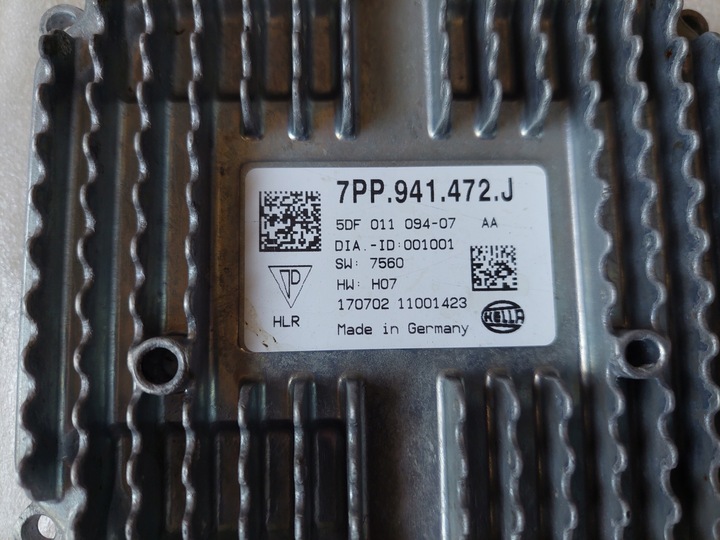 7PP.941.472.J
5DF 011 094-07 AA
DIA.-ID:001001
SW: 7560
HW: H07
170702 11001423
HLR
Made in Germany
HELLA